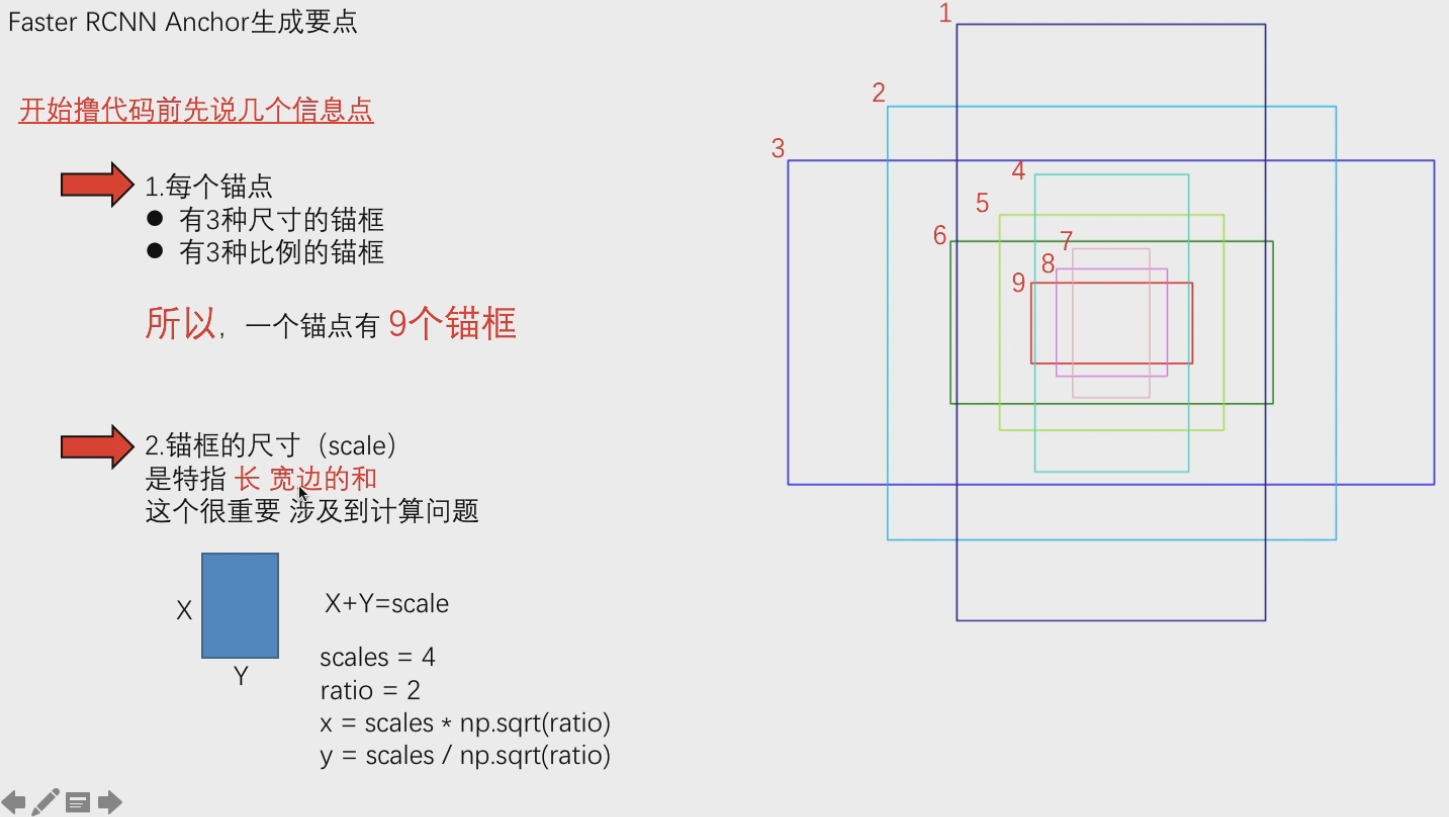 Faster RCNN Anchor生成要点
开始撸代码前先说几个信息点
1.每个锚点
● 有3种尺寸的锚框
● 有3种比例的锚框
所以，一个锚点有 9个锚框
2.锚框的尺寸（scale）
是特指 长 宽边的和
这个很重要 涉及到计算问题
X
Y
X+Y=scale
scales = 4
ratio = 2
x = scales * np.sqrt(ratio)
y = scales / np.sqrt(ratio)
1
2
3
4
5
6
7
8
9